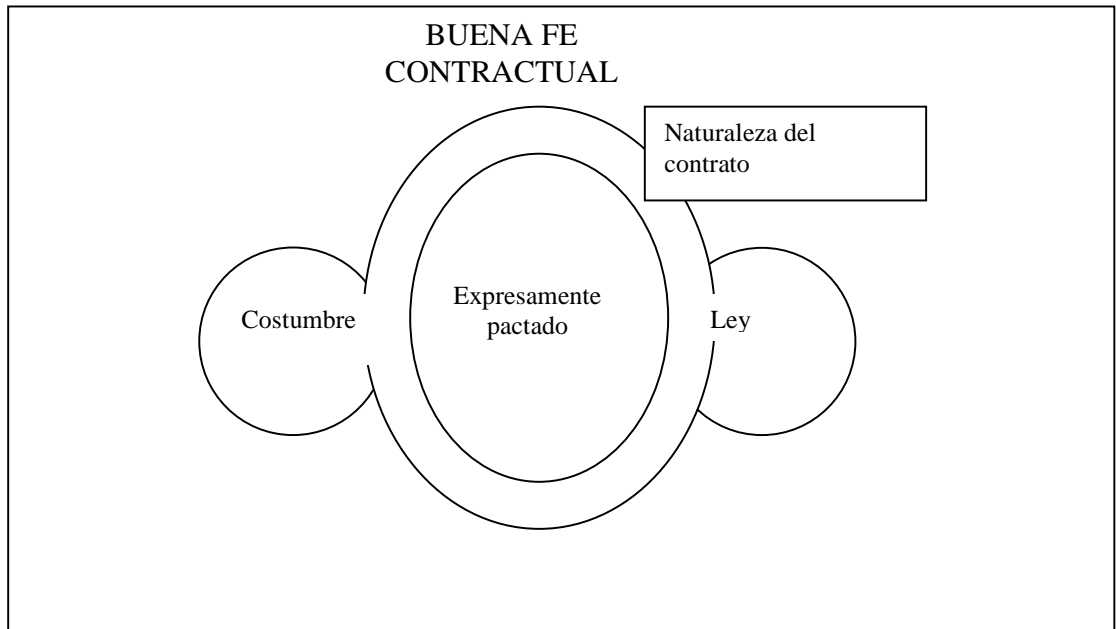 BUENA FE
CONTRACTUAL
Naturaleza del
contrato
Expresamente
pactado
Costumbre
Ley